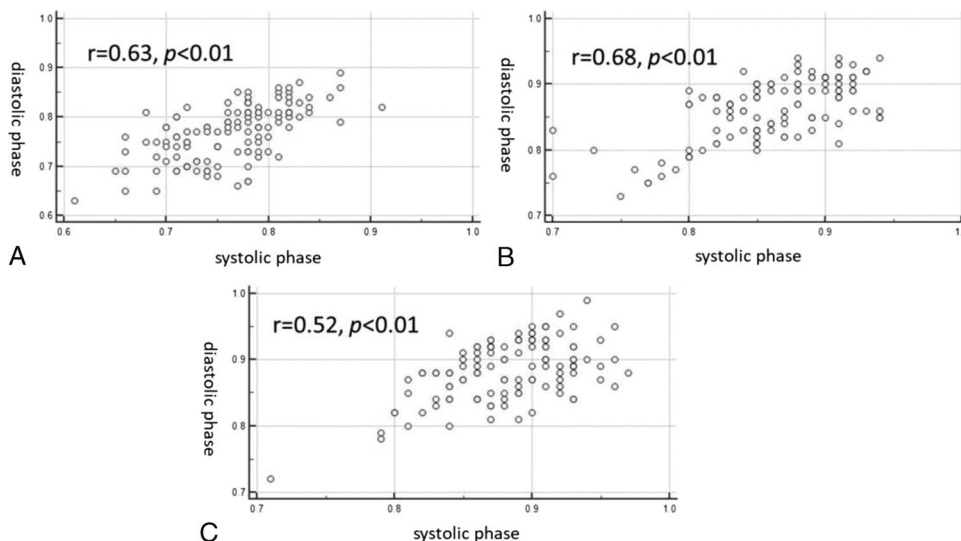 1.0
0.9
0.8
0.7
0.6
diastolic phase
r=0.63, p<0.01
0.6 0.7 0.8 0.9 1.0
systolic phase
A
1.0
0.9
0.8
0.7
diastolic phase
r=0.68, p<0.01
0.7 0.8 0.9 1.
systolic phase
B
1.0
0.9
0.8
0.7
diastolic phase
r=0.52, p<0.01
0.7 0.8 0.9 1.0
systolic phase
C